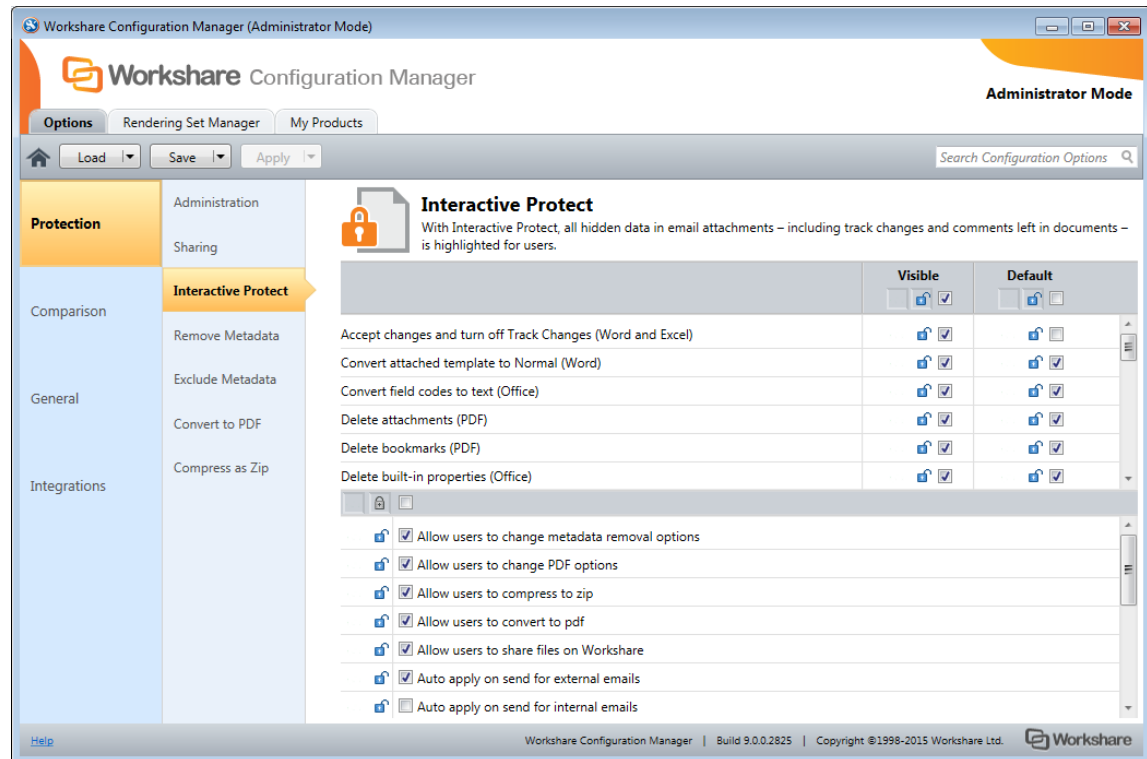 Workshare Configuration Manager (Administrator Mode)
Workshare Configuration Manager
Administrator Mode
Options Rendering Set Manager My Products
Load Save Apply Search Configuration Options
Protection
Comparison
General
Integrations
Administration
Sharing
Interactive Protect
Remove Metadata
Exclude Metadata
Convert to PDF
Compress as Zip
Interactive Protect
With Interactive Protect, all hidden data in email attachments – including track changes and comments left in documents –
is highlighted for users.
Visible Default
Accept changes and turn off Track Changes (Word and Excel)
Convert attached template to Normal (Word)
Convert field codes to text (Office)
Delete attachments (PDF)
Delete bookmarks (PDF)
Delete built-in properties (Office)
Allow users to change metadata removal options
Allow users to change PDF options
Allow users to compress to zip
Allow users to convert to pdf
Allow users to share files on Workshare
Auto apply on send for external emails
Auto apply on send for internal emails
Help Workshare Configuration Manager | Build 9.0.0.2825 | Copyright ©1998-2015 Workshare Ltd. Workshare